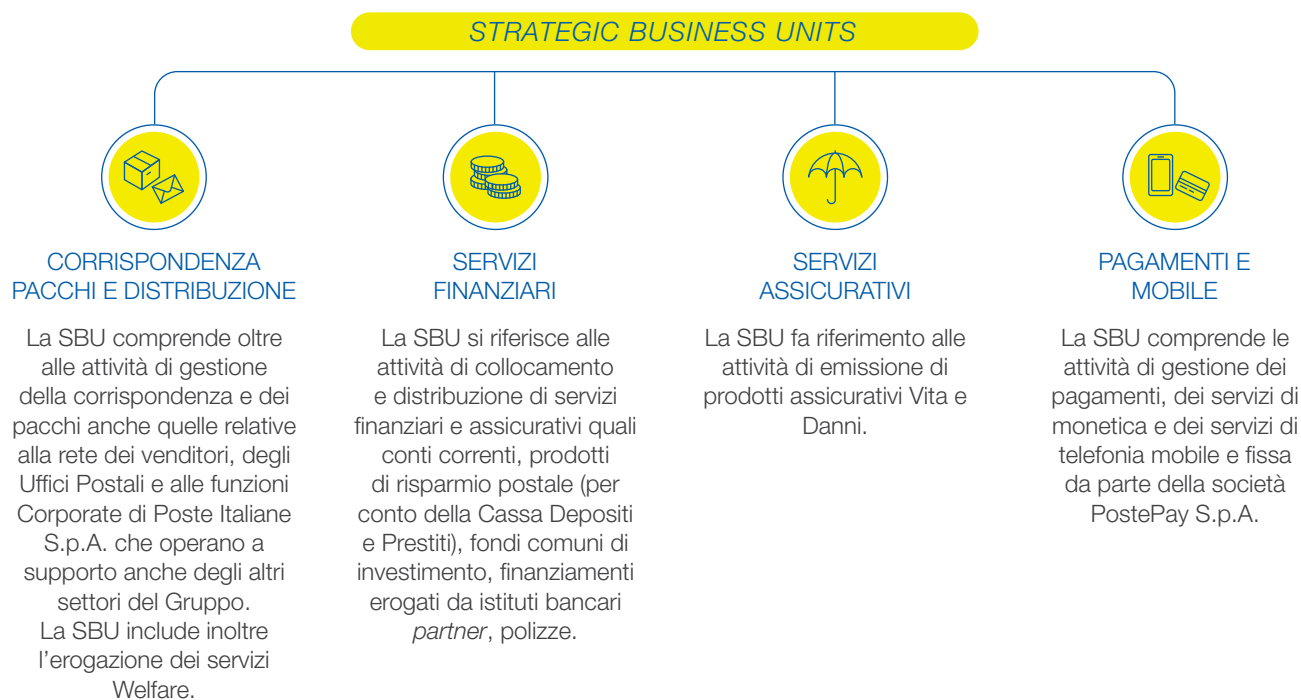 STRATEGIC BUSINESS UNITS
CORRISPONDENZA
PACCHI E DISTRIBUZIONE
La SBU comprende oltre
alle attività di gestione
della corrispondenza e dei
pacchi anche quelle relative
alla rete dei venditori, degli
Uffici Postali e alle funzioni
Corporate di Poste Italiane
S.p.A. che operano a
supporto anche degli altri
settori del Gruppo.
La SBU include inoltre
l’erogazione dei servizi
Welfare.
SERVIZI
FINANZIARI
La SBU si riferisce alle
attività di collocamento
e distribuzione di servizi
finanziari e assicurativi quali
conti correnti, prodotti
di risparmio postale (per
conto della Cassa Depositi
e Prestiti), fondi comuni di
investimento, finanziamenti
erogati da istituti bancari
partner, polizze.
SERVIZI
ASSICURATIVI
La SBU fa riferimento alle
attività di emissione di
prodotti assicurativi Vita e
Danni.
PAGAMENTI E
MOBILE
La SBU comprende le
attività di gestione dei
pagamenti, dei servizi di
monetica e dei servizi di
telefonia mobile e fissa
da parte della società
PostePay S.p.A.